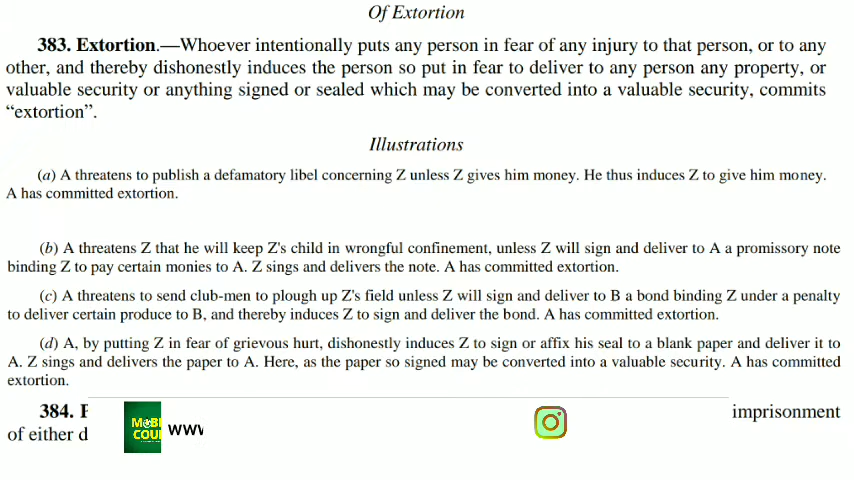 Of Extortion
383. Extortion.—Whoever intentionally puts any person in fear of any injury to that person, or to any
other, and thereby dishonestly induces the person so put in fear to deliver to any person any property, or
valuable security or anything signed or sealed which may be converted into a valuable security, commits
“extortion”.
Illustrations
(a) A threatens to publish a defamatory libel concerning Z unless Z gives him money. He thus induces Z to give him money.
A has committed extortion.
(b) A threatens Z that he will keep Z's child in wrongful confinement, unless Z will sign and deliver to A a promissory note
binding Z to pay certain monies to A. Z sings and delivers the note. A has committed extortion.
(c) A threatens to send club-men to plough up Z's field unless Z will sign and deliver to B a bond binding Z under a penalty
to deliver certain produce to B, and thereby induces Z to sign and deliver the bond. A has committed extortion.
(d) A, by putting Z in fear of grievous hurt, dishonestly induces Z to sign or affix his seal to a blank paper and deliver it to
A. Z sings and delivers the paper to A. Here, as the paper so signed may be converted into a valuable security. A has committed
extortion.
384. imprisonment
of either